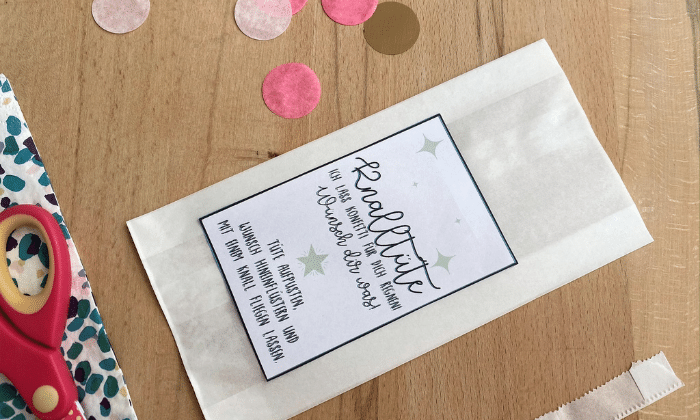 Knalltüte
ICH LASS KONFETTI FÜR DICH REGNEN!
Wünsch dir was!
TÜTE AUFPUSTEN,
WUNSCH HINEINFLÜSTERN UND
MIT EINEM KNALL FLIEGEN LASSEN.